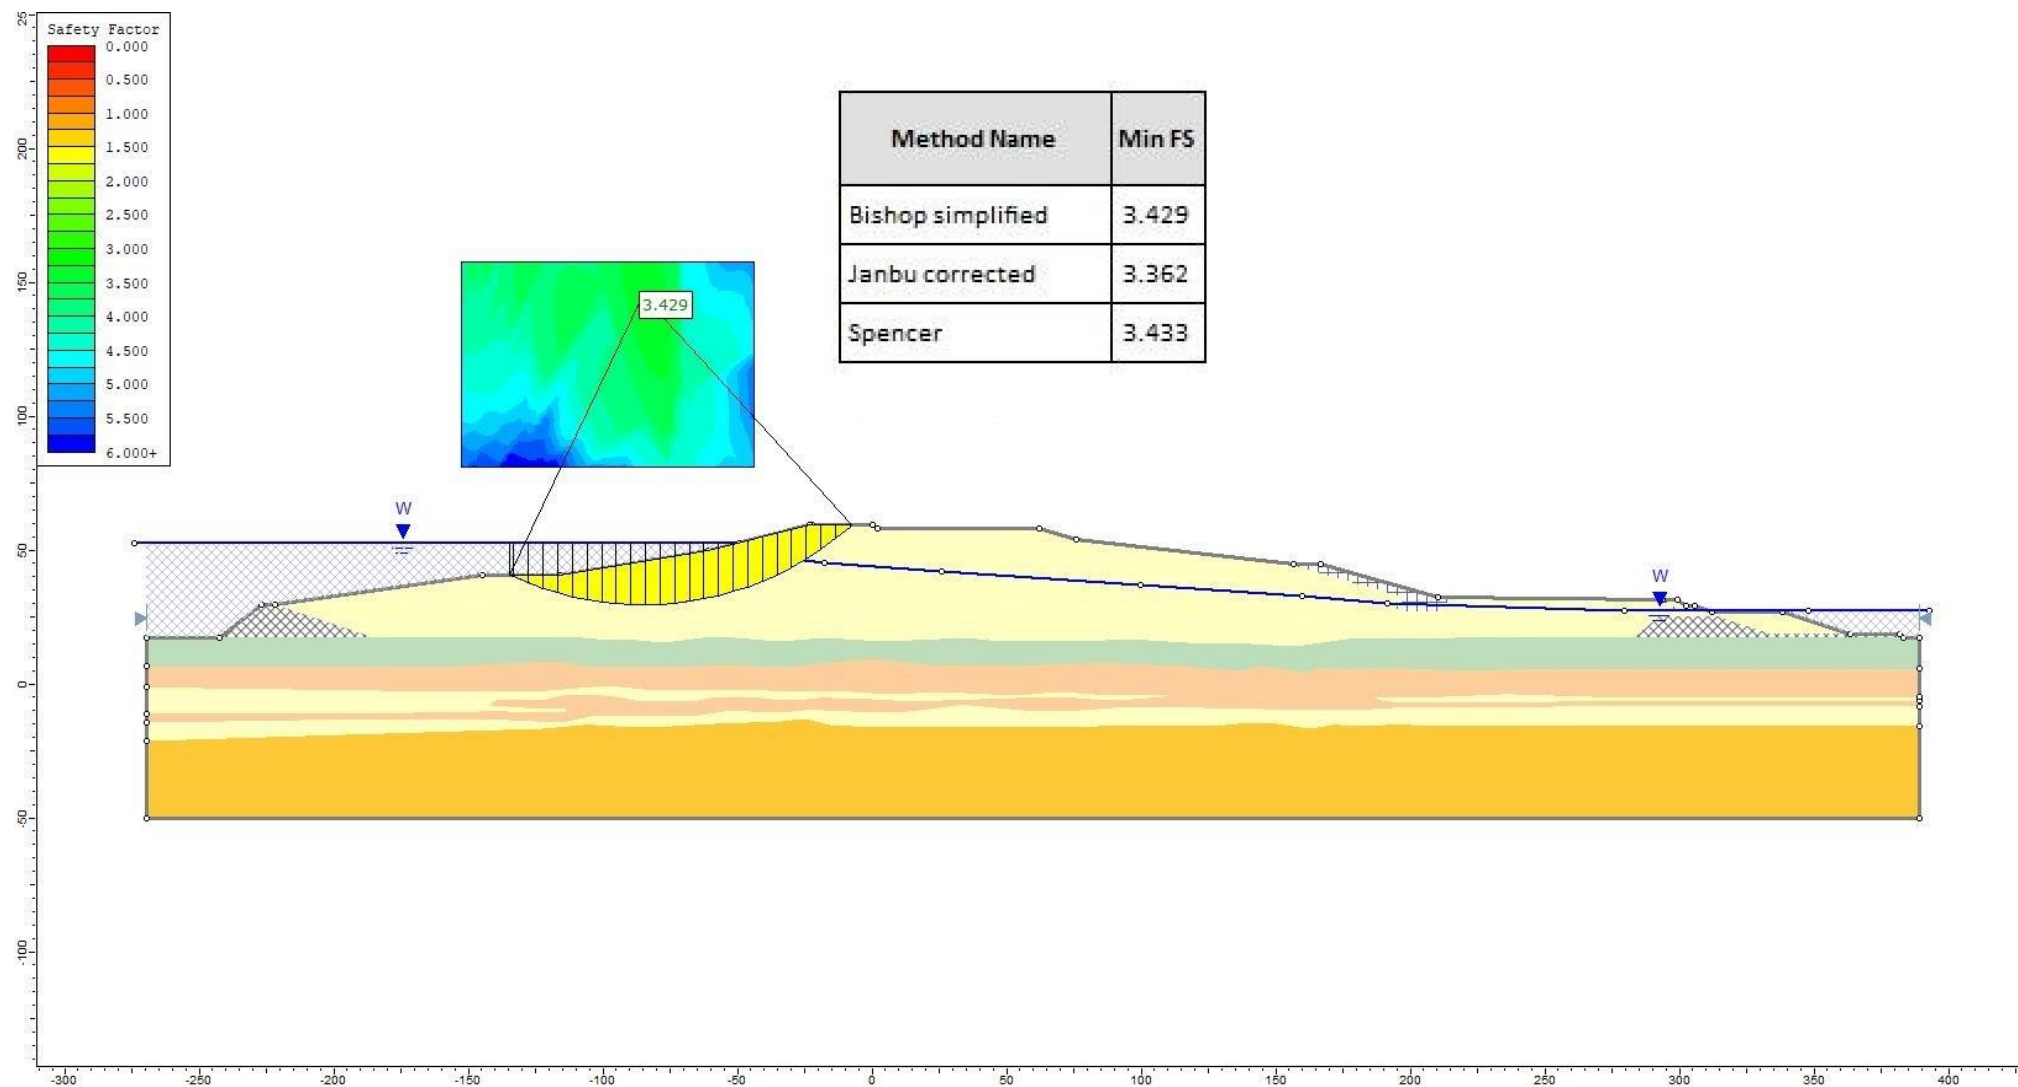 Safety Factor
0.000
0.500
1.000
1.500
2.000
2.500
3.000
3.500
4.000
4.500
5.000
5.500
6.000+
Method Name Min FS
Bishop simplified 3.429
Janbu corrected 3.362
Spencer 3.433
3.429
W
W
25
200
150
100
50
0
-50
-100
-300 -250 -200 -150 -100 -50 0 50 100 150 200 250 300 350 400